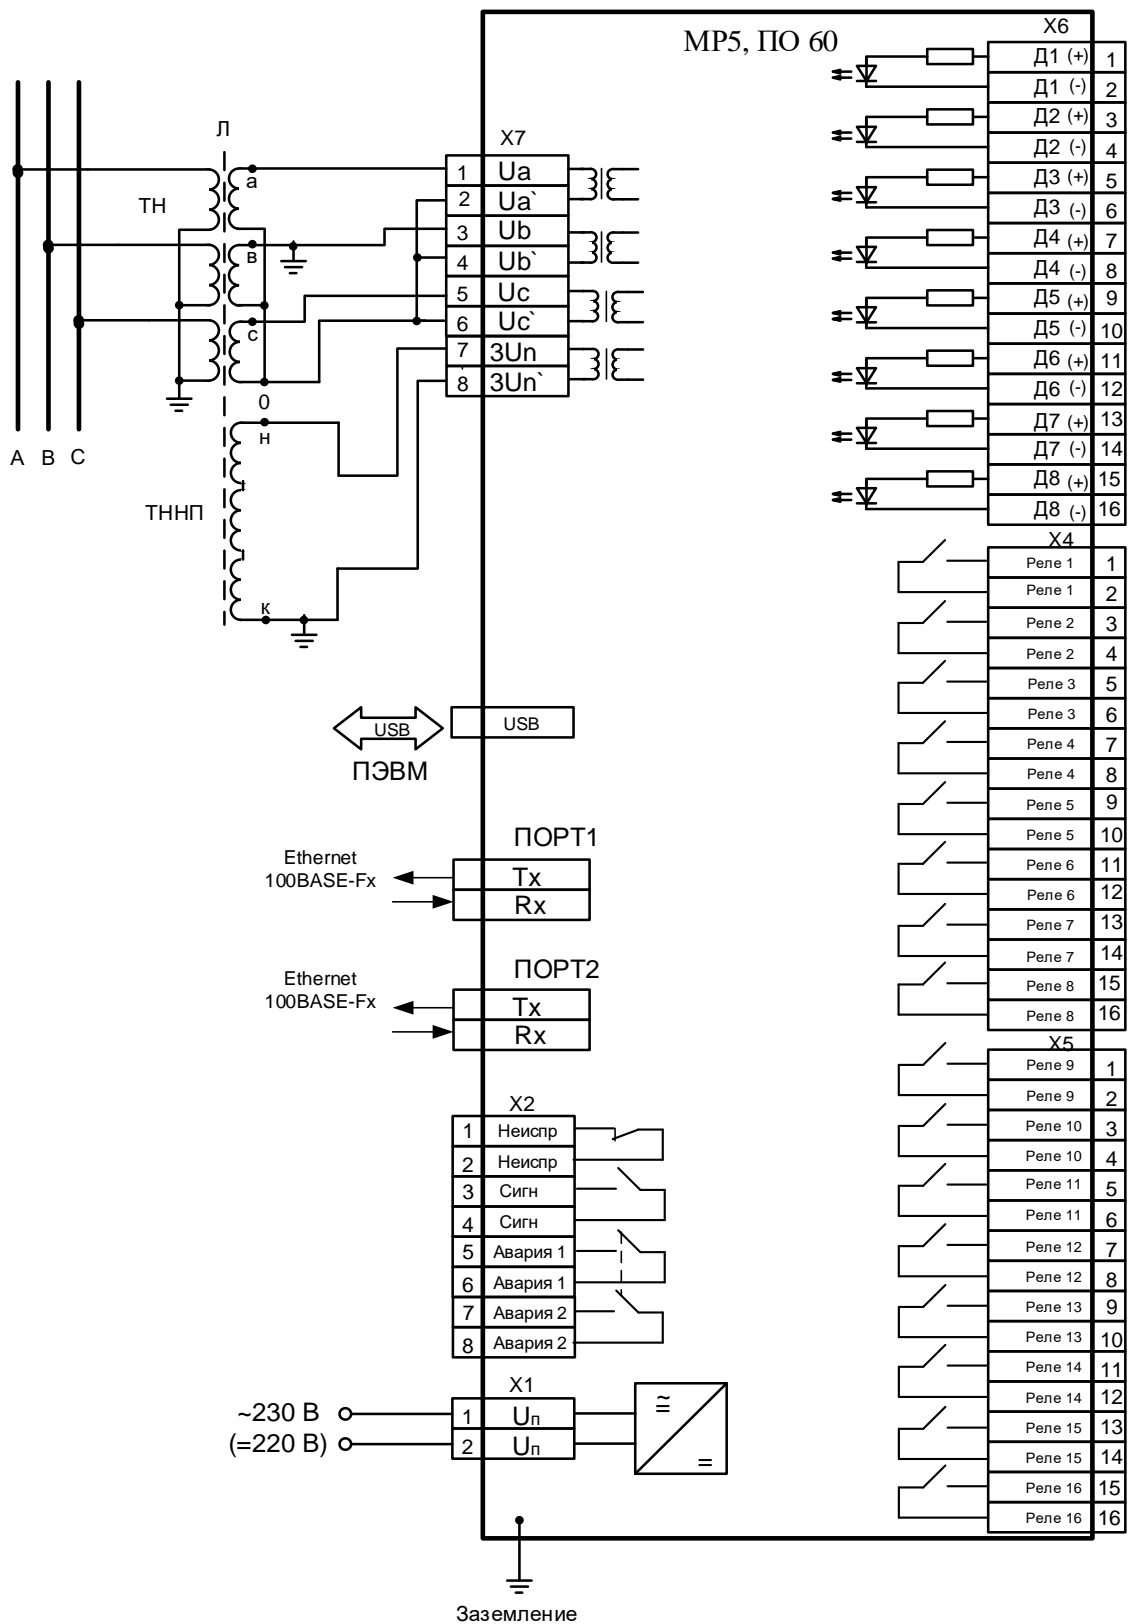 МР5, ПО 60
X6
Д1 (+) 1
Д1 (-) 2
Д2 (+) 3
Д2 (-) 4
Д3 (+) 5
Д3 (-) 6
Д4 (+) 7
Д4 (-) 8
Д5 (+) 9
Д5 (-) 10
Д6 (+) 11
Д6 (-) 12
Д7 (+) 13
Д7 (-) 14
Д8 (+) 15
Д8 (-) 16
Л
ТН
а
в
с
0
н
ТННП
к
А В С
X7
1 Ua
2 Ua`
3 Ub
4 Ub`
5 Uc
6 Uc`
7 3Un
8 3Un`
X4
Реле 1 1
Реле 1 2
Реле 2 3
Реле 2 4
Реле 3 5
Реле 3 6
Реле 4 7
Реле 4 8
Реле 5 9
Реле 5 10
Реле 6 11
Реле 6 12
Реле 7 13
Реле 7 14
Реле 8 15
Реле 8 16
USB USB
ПЭВМ
ПОРТ1
Ethernet
100BASE-Fx
Tx
Rx
ПОРТ2
Ethernet
100BASE-Fx
Tx
Rx
X5
Реле 9 1
Реле 9 2
Реле 10 3
Реле 10 4
Реле 11 5
Реле 11 6
Реле 12 7
Реле 12 8
Реле 13 9
Реле 13 10
Реле 14 11
Реле 14 12
Реле 15 13
Реле 15 14
Реле 16 15
Реле 16 16
X2
1 Неиспр
2 Неиспр
3 Сигн
4 Сигн
5 Авария 1
6 Авария 1
7 Авария 2
8 Авария 2
X1
~230 В 1 Uп
(=220 В) 2 Uп
≅
=
Заземление